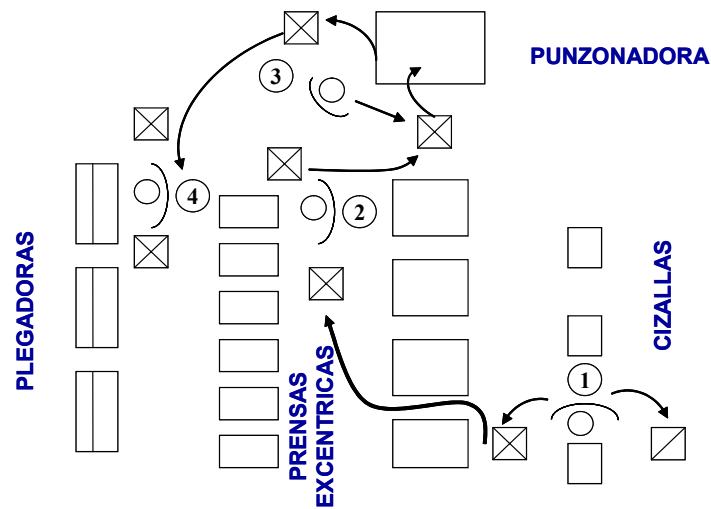 PUNZONADORA
3
4
2
PLEGADORAS
CIZALLAS
PRENSAS
EXCENTRICAS
1